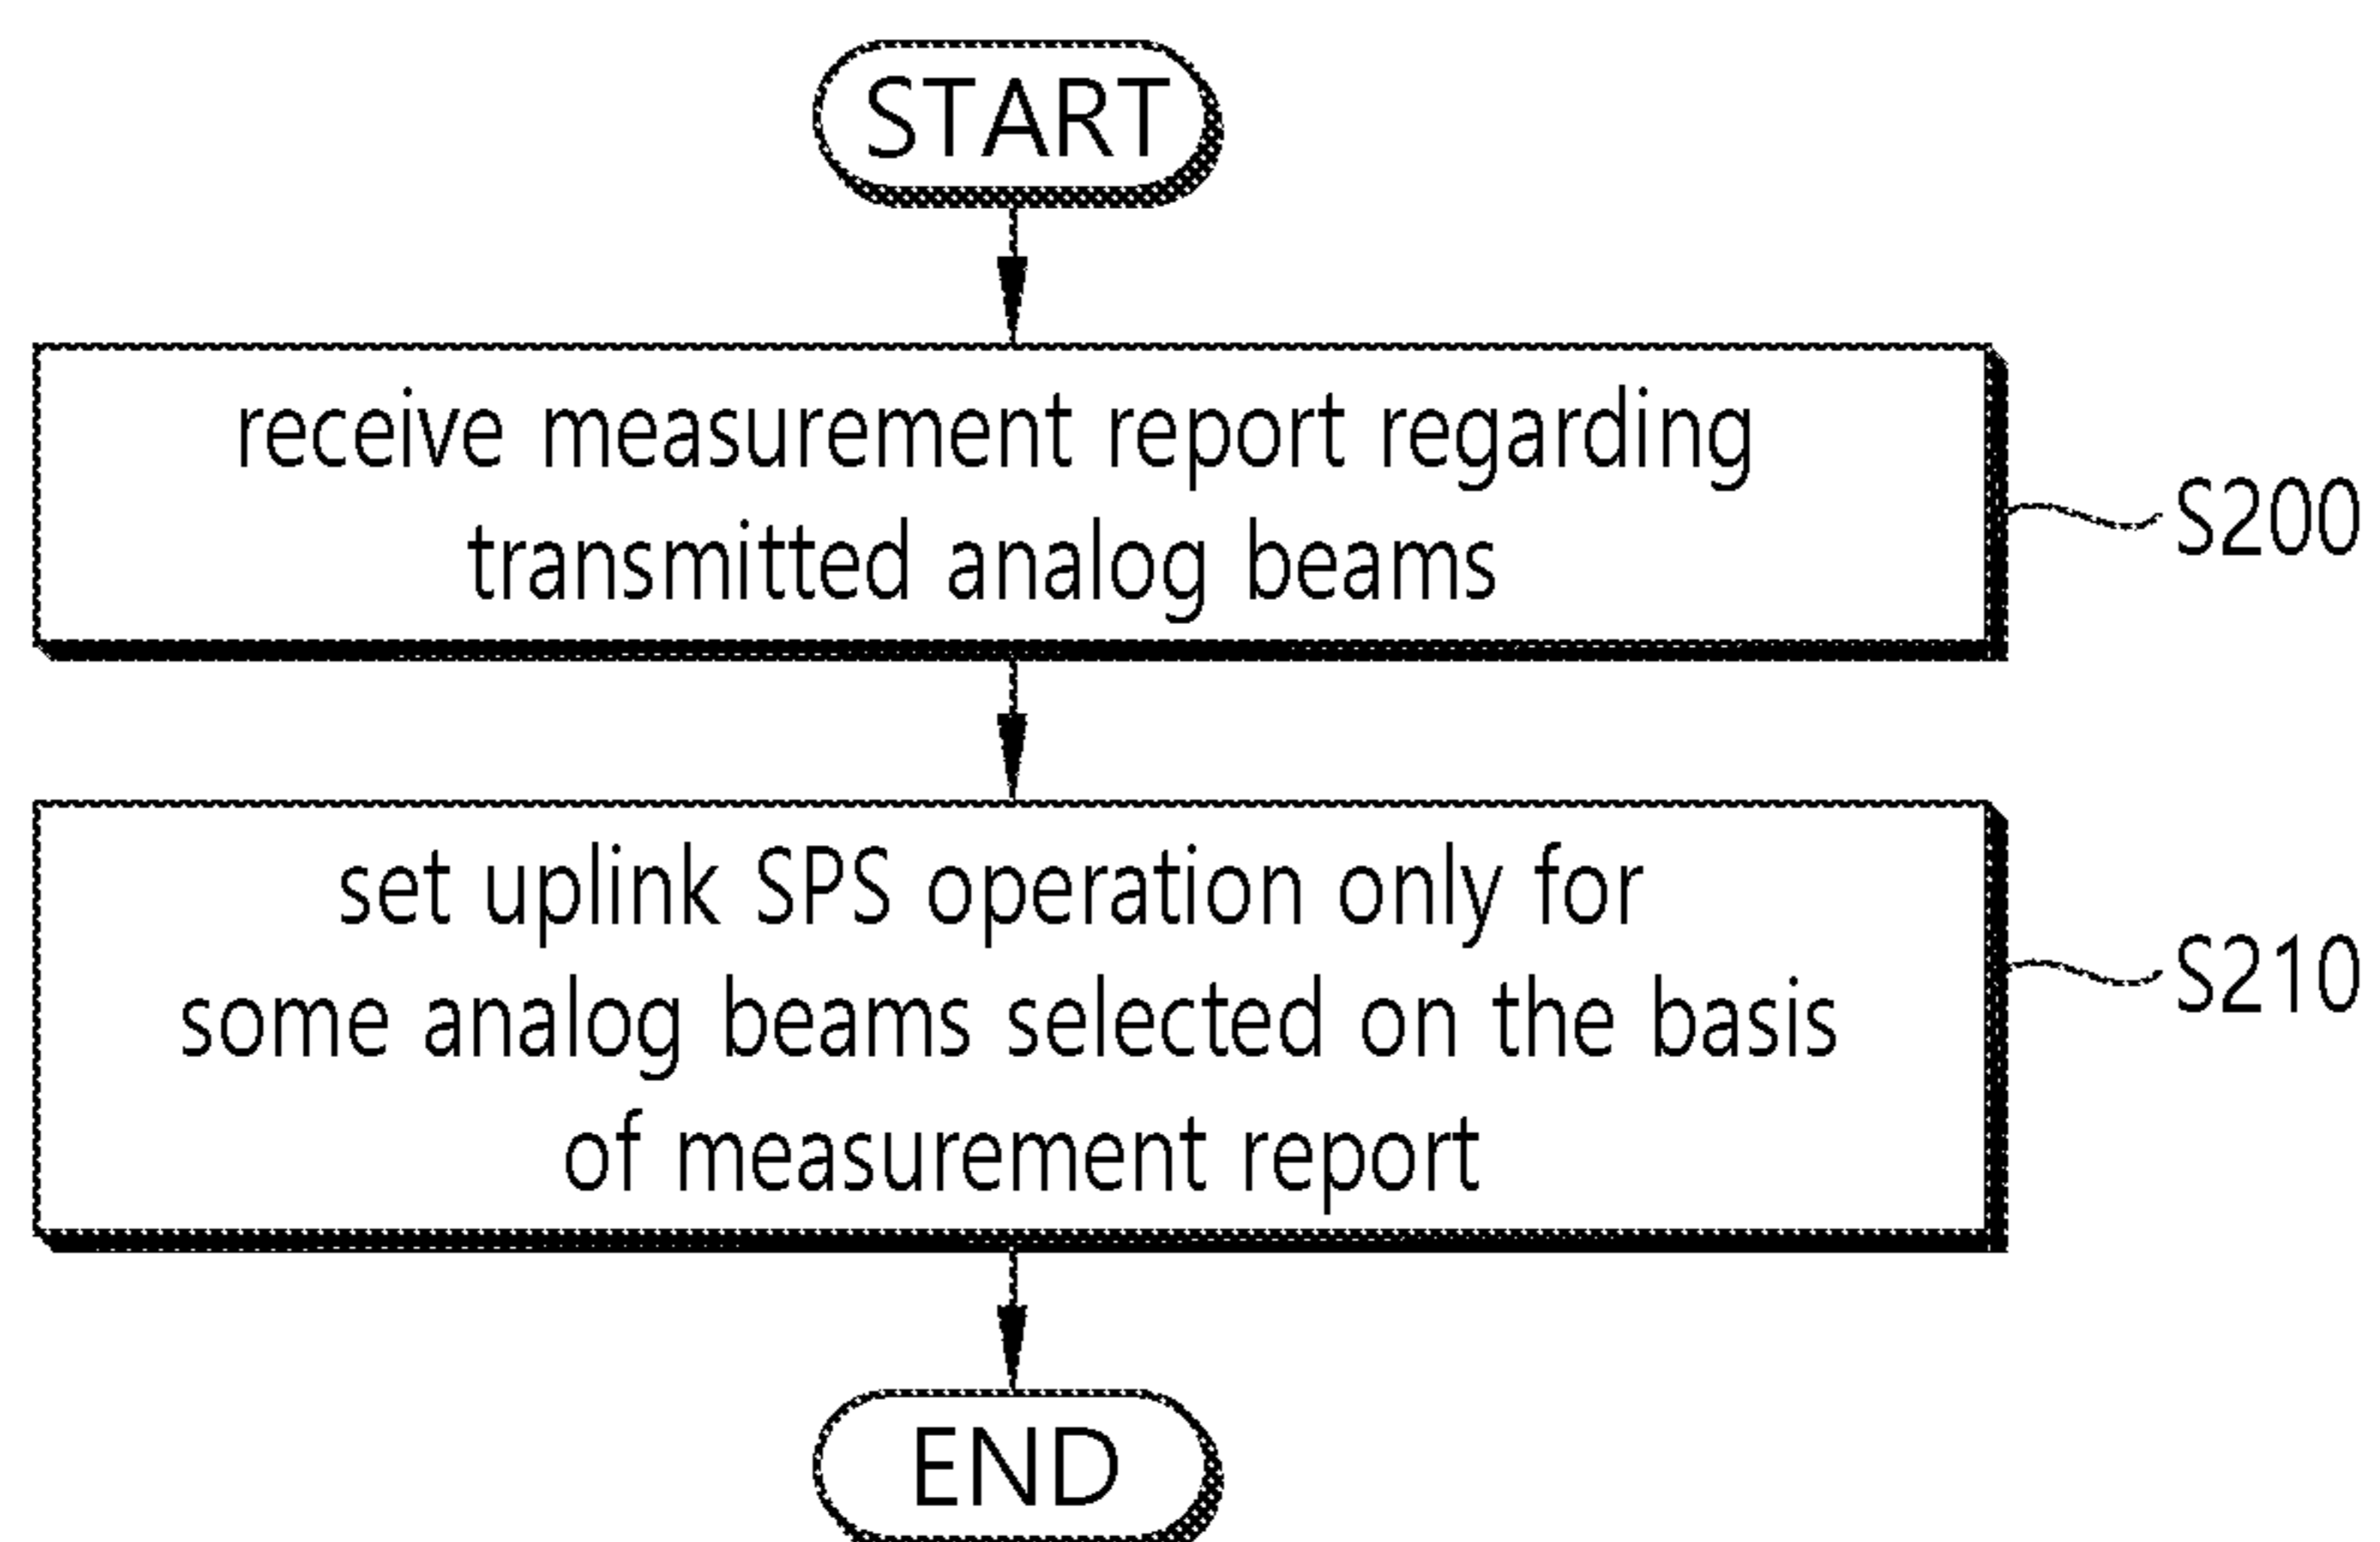 START
receive measurement report regarding
transmitted analog beams
S200
set uplink SPS operation only for
some analog beams selected on the basis
of measurement report
S210
END